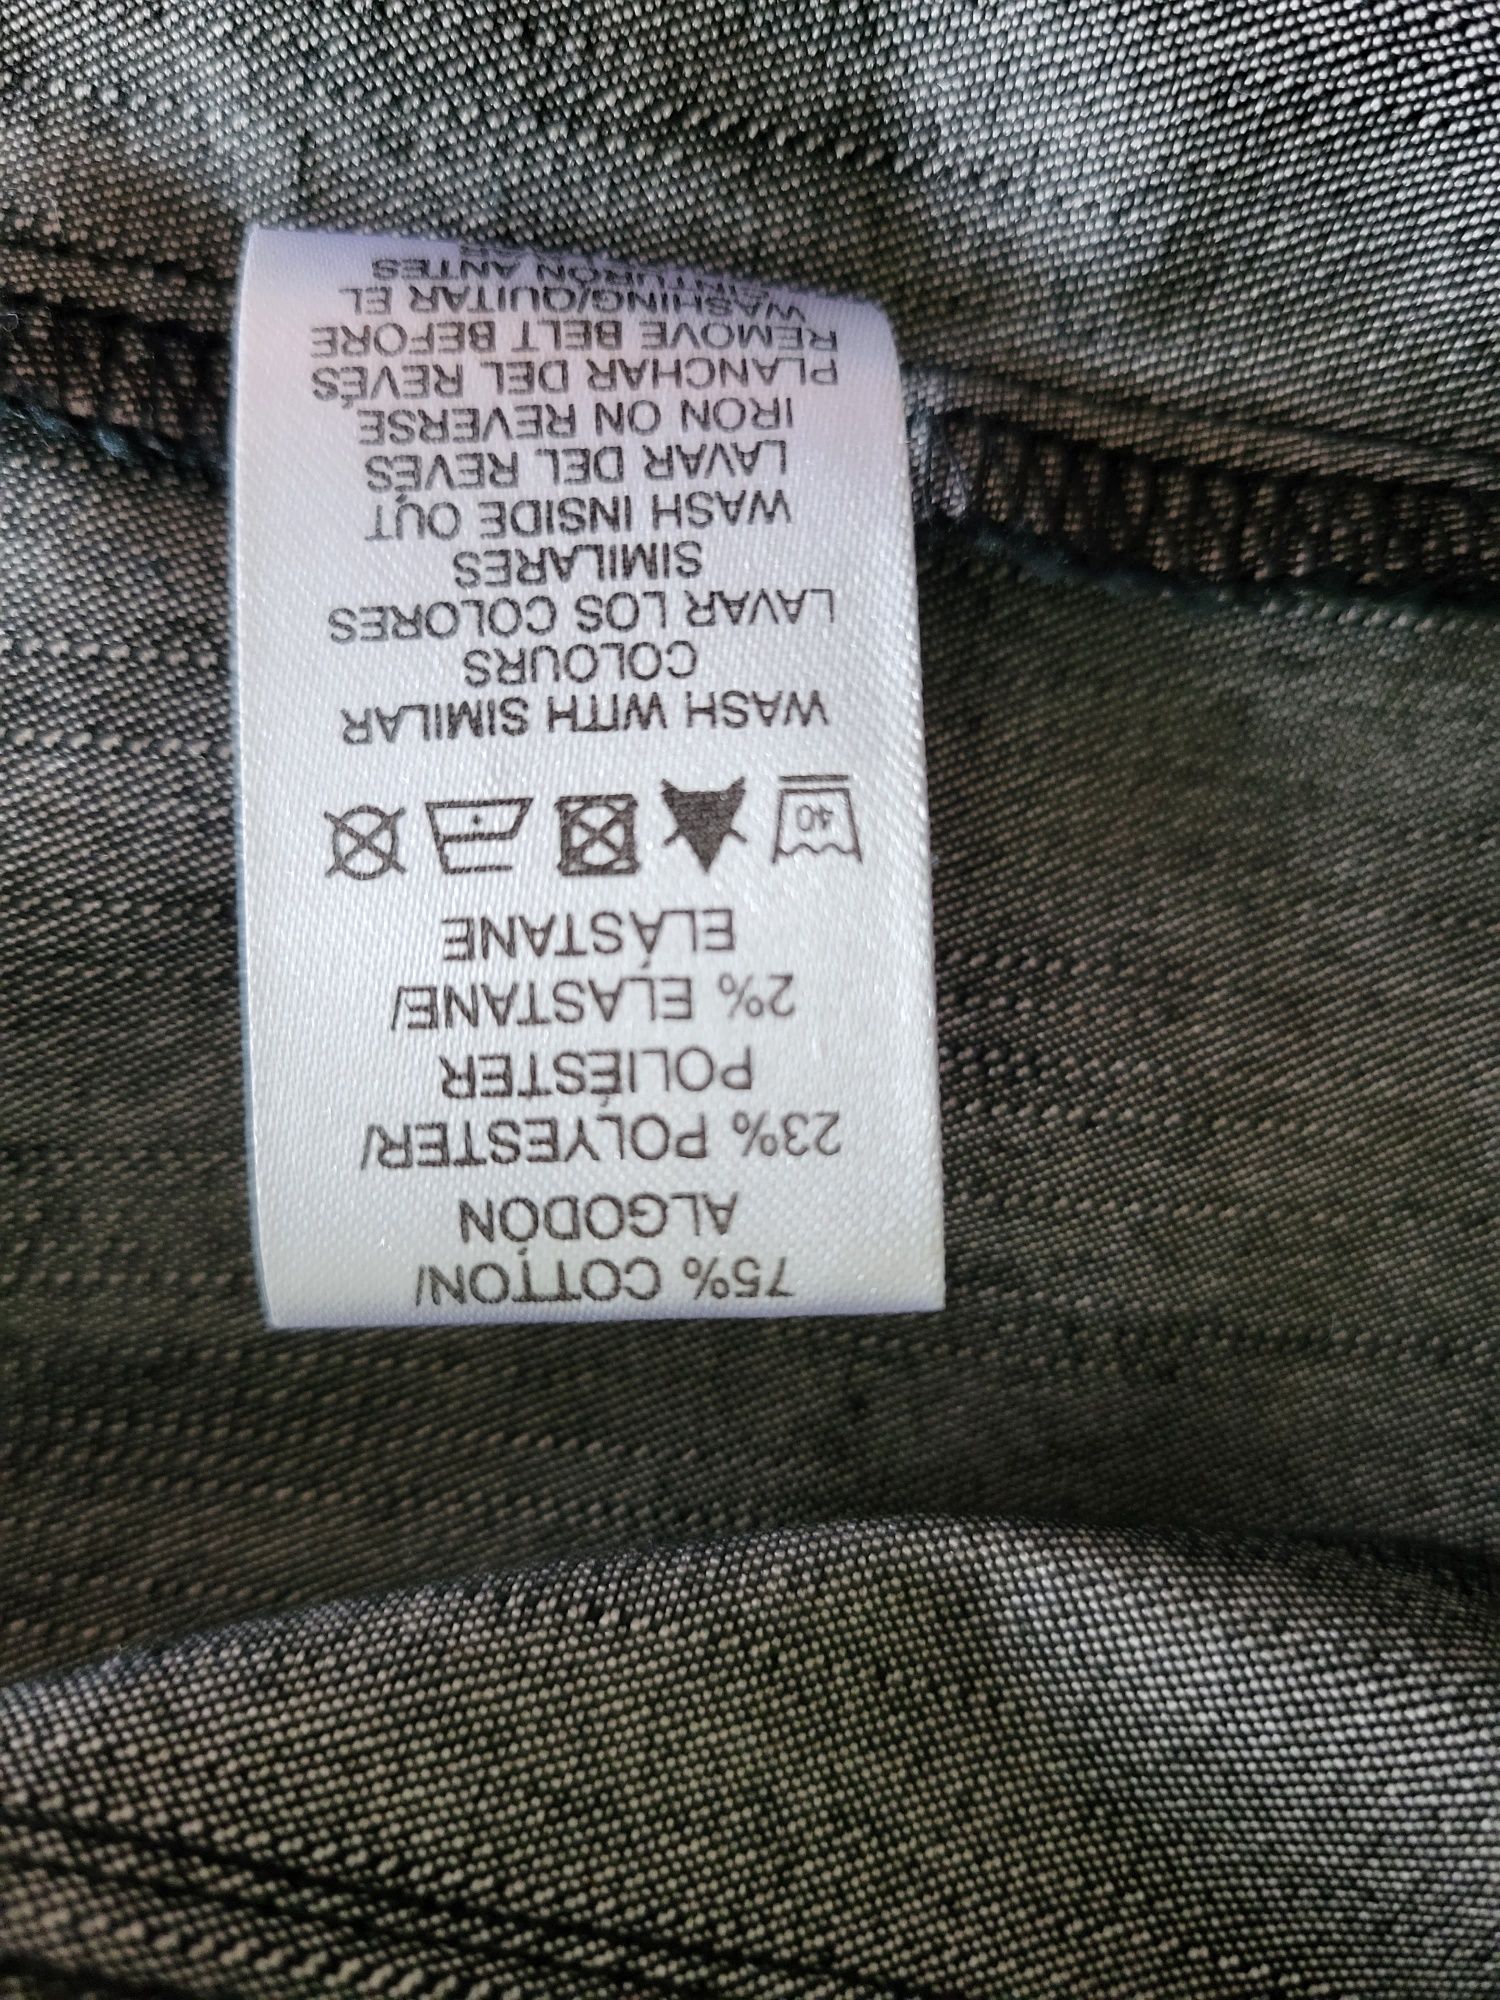 75% COTTON/
ALGODÓN
23% POLYESTER/
POLIÉSTER
2% ELASTANE/
ELÁSTANE
40
WASH WITH SIMILAR
COLOURS
LAVAR LOS COLORES
SIMILARES
WASH INSIDE OUT
LAVAR DEL REVÉS
IRON ON REVERSE
PLANCHAR DEL REVÉS
REMOVE BELT BEFORE
WASHING/QUITAR EL
CINTURÓN ANTES